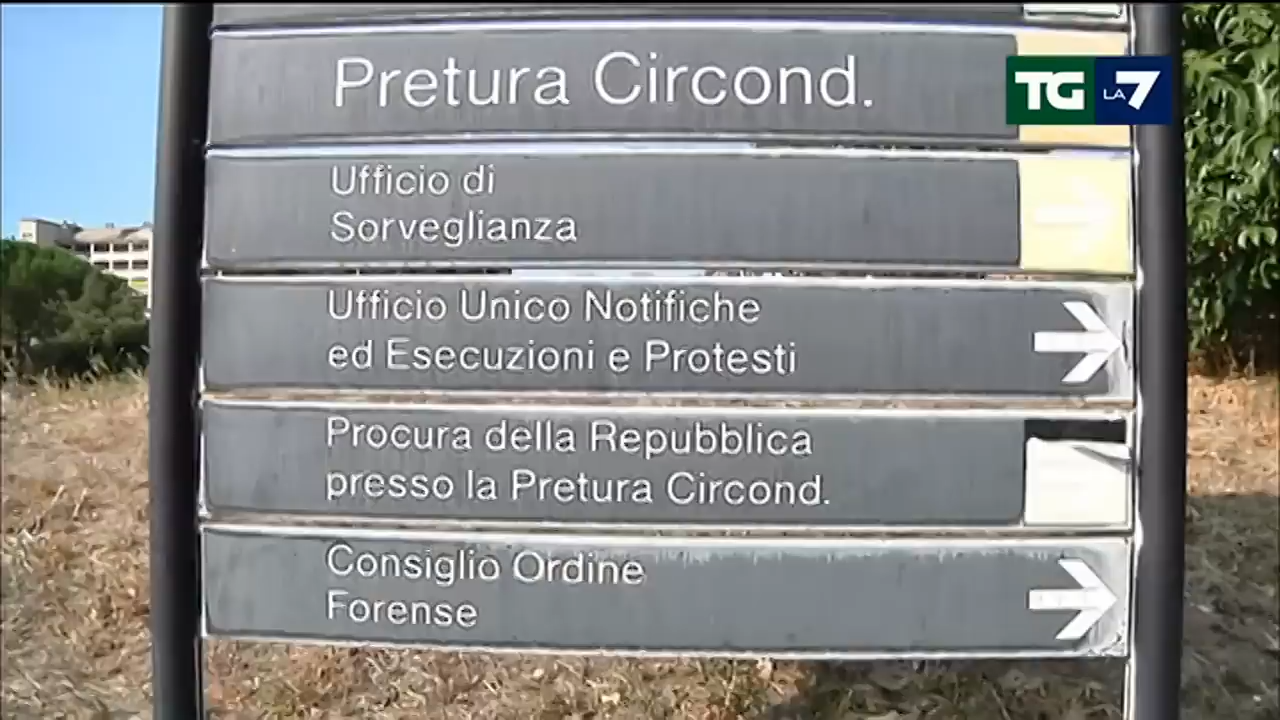 Pretura Circond.
TG LA7
Ufficio di
Sorveglianza
Ufficio Unico Notifiche
ed Esecuzioni e Protesti
Procura della Repubblica
presso la Pretura Circond.
Consiglio Ordine
Forense